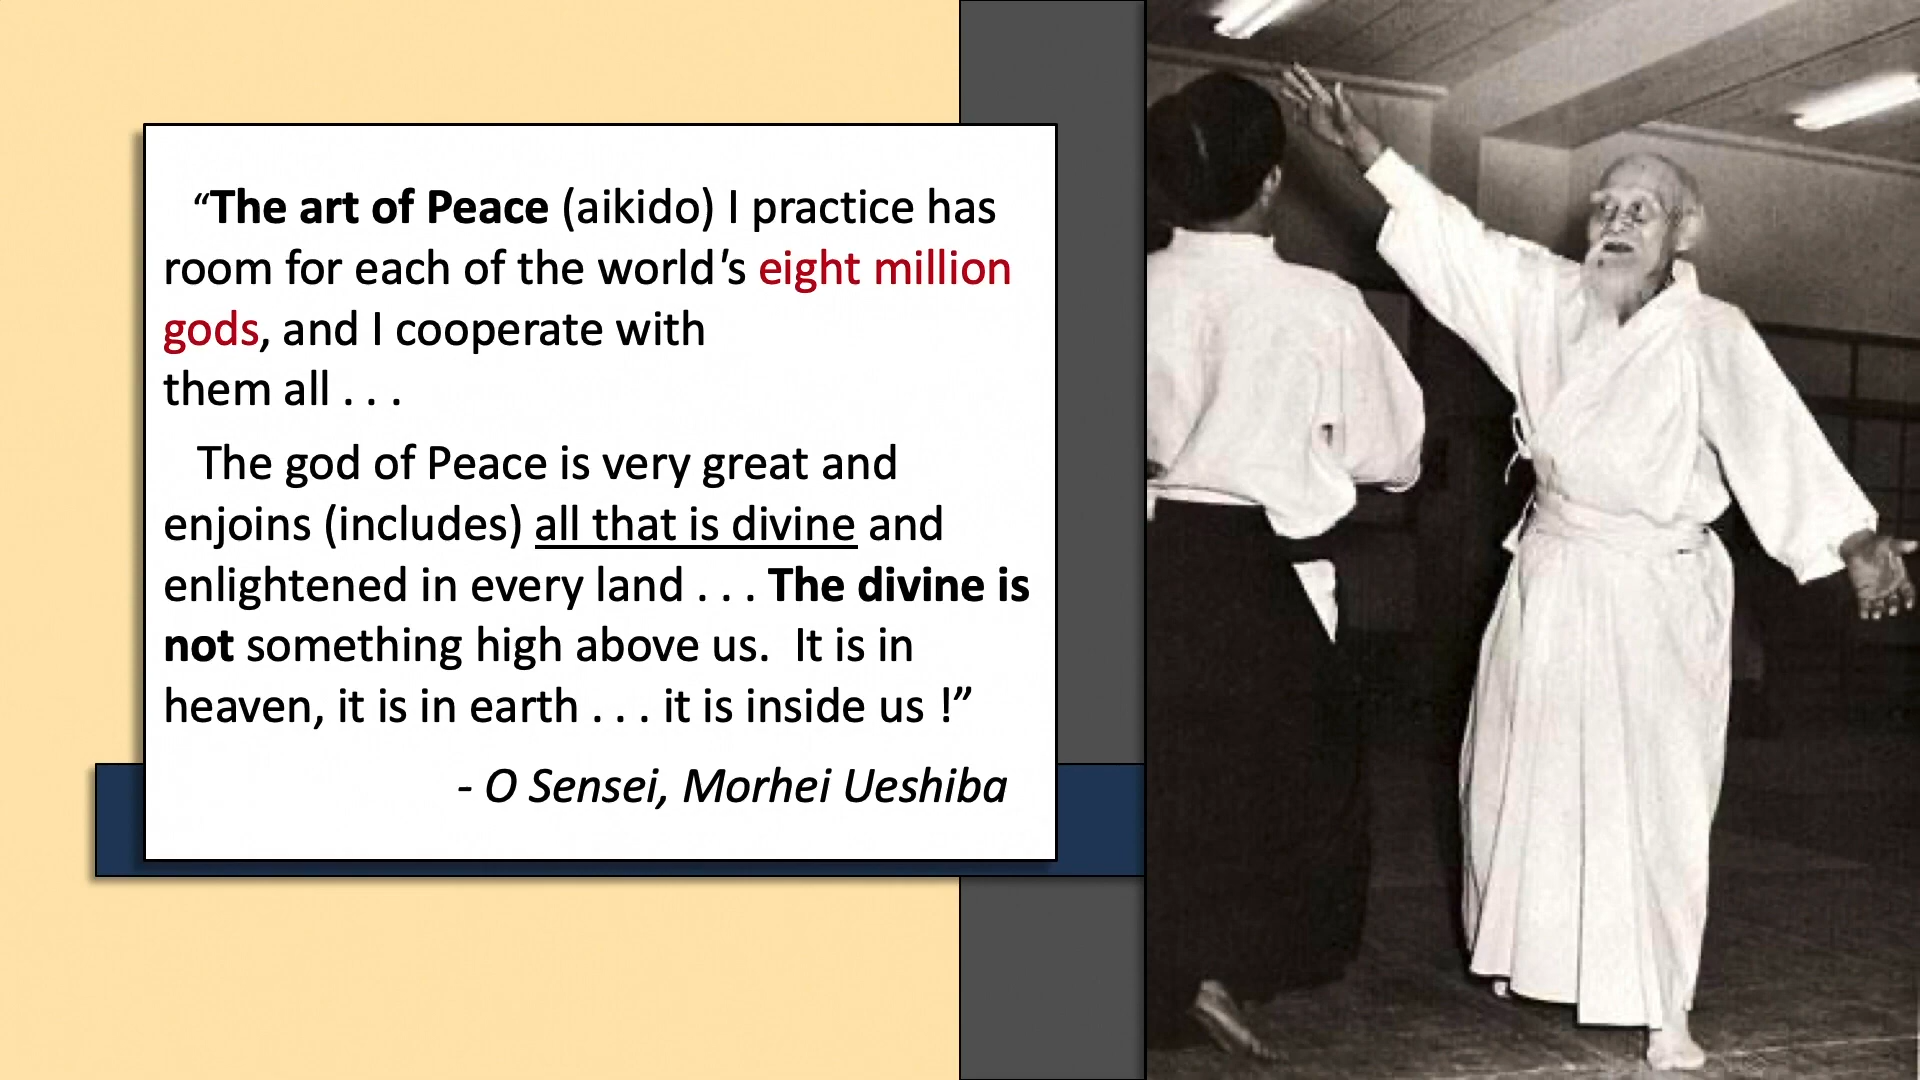 “The art of Peace (aikido) I practice has
room for each of the world’s eight million
gods, and I cooperate with
them all . . .
The god of Peace is very great and
enjoins (includes) all that is divine and
enlightened in every land . . . The divine is
not something high above us.  It is in
heaven, it is in earth . . . it is inside us !”
- O Sensei, Morhei Ueshiba